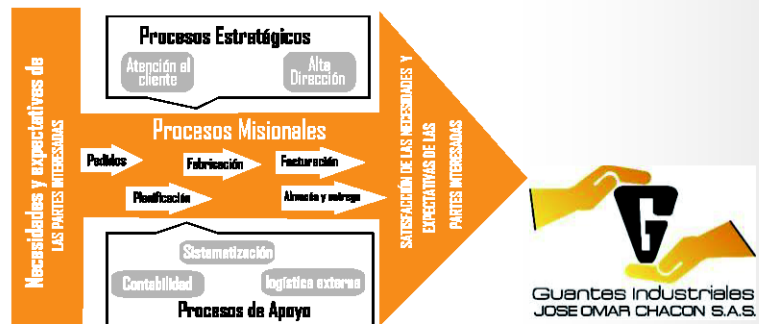 Necesidades y expectativas de
LAS PARTES INTERESADAS
Procesos Estratégicos
Atención al
cliente
Alta
Dirección
Procesos Misionales
Pedidos
Fabricación
Facturación
Planificación
Almacén y entrega
Sistematización
Contabilidad
logística externa
Procesos de Apoyo
SATISFACCIÓN DE LAS NECESIDADES Y
EXPECTATIVAS DE LAS
PARTES INTERESADAS
G
Guantes Industriales
JOSE OMAR CHACON S.A.S.